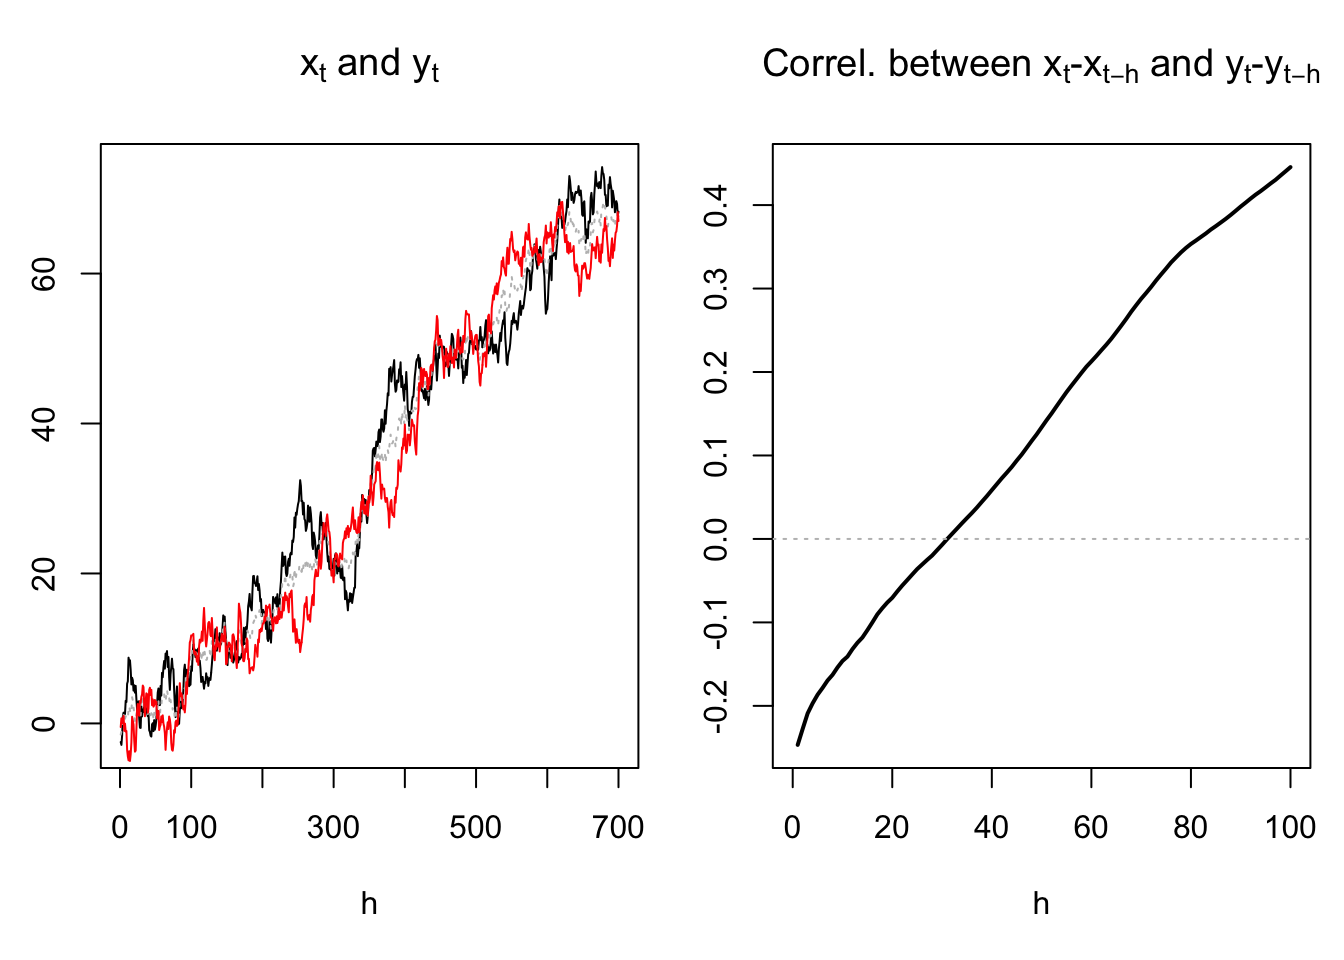 xₜ and yₜ
60
40
20
0
0 100 300 500 700
h
Correl. between xₜ-xₜ₋ₕ and yₜ-yₜ₋ₕ
0.4
0.3
0.2
0.1
0.0
-0.1
-0.2
0 20 40 60 80 100
h